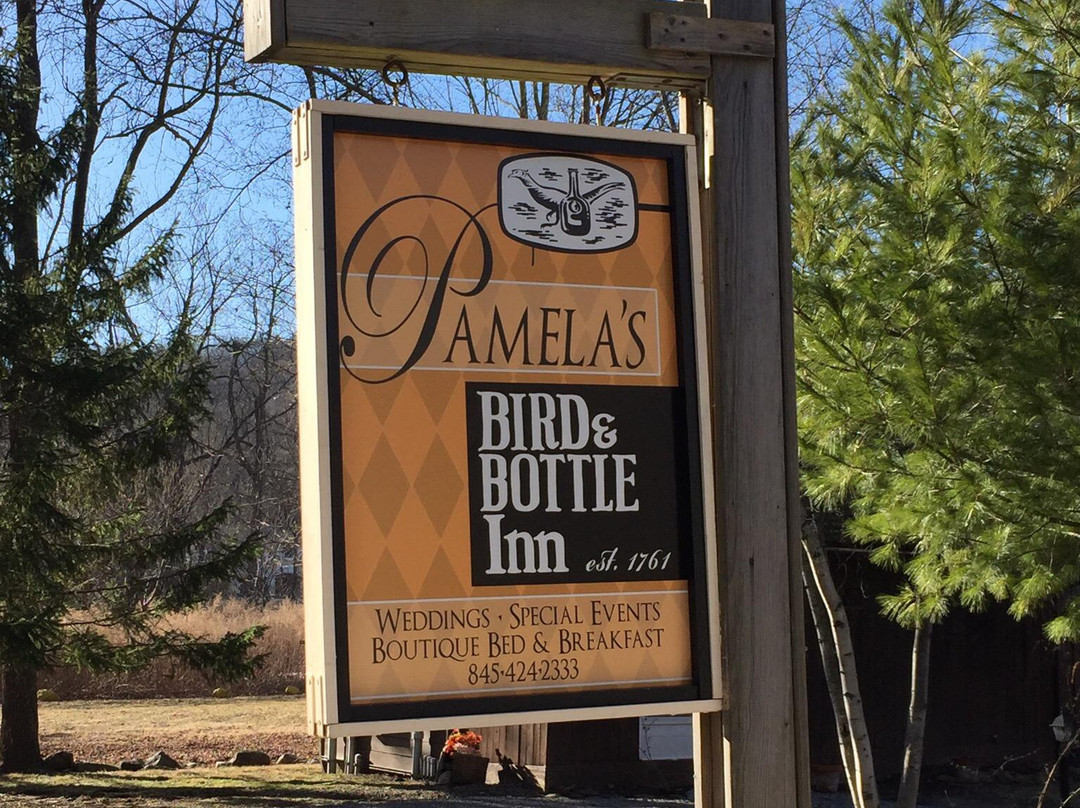 PAMELA'S
BIRD &
BOTTLE
Inn est. 1761
WEDDINGS · SPECIAL EVENTS
BOUTIQUE BED & BREAKFAST
845·424·2333